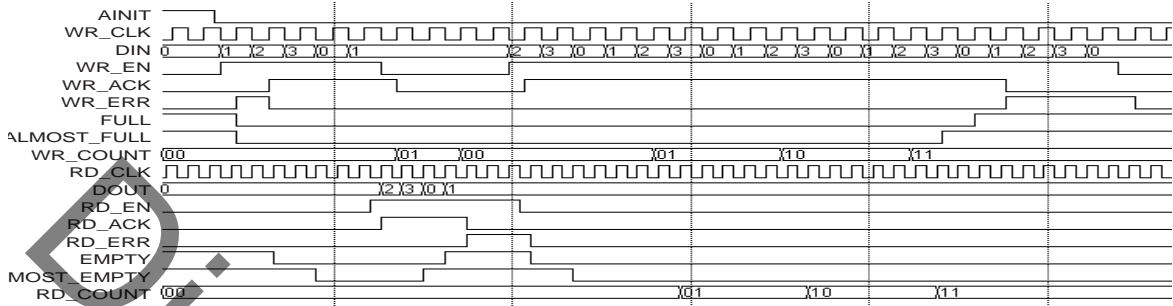 AINIT
WR_CLK
DIN 0 1 2 3 0 1 2 3 0 1 2 3 0 1 2 3 0 1 2 3 0 1 2 3 0
WR_EN
WR_ACK
WR_ERR
FULL
ALMOST_FULL
WR_COUNT 00 01 00 01 10 11
RD_CLK
DOUT 0 2 3 0 1
RD_EN
RD_ACK
RD_ERR
EMPTY
MOST_EMPTY
RD_COUNT 00 01 10 11